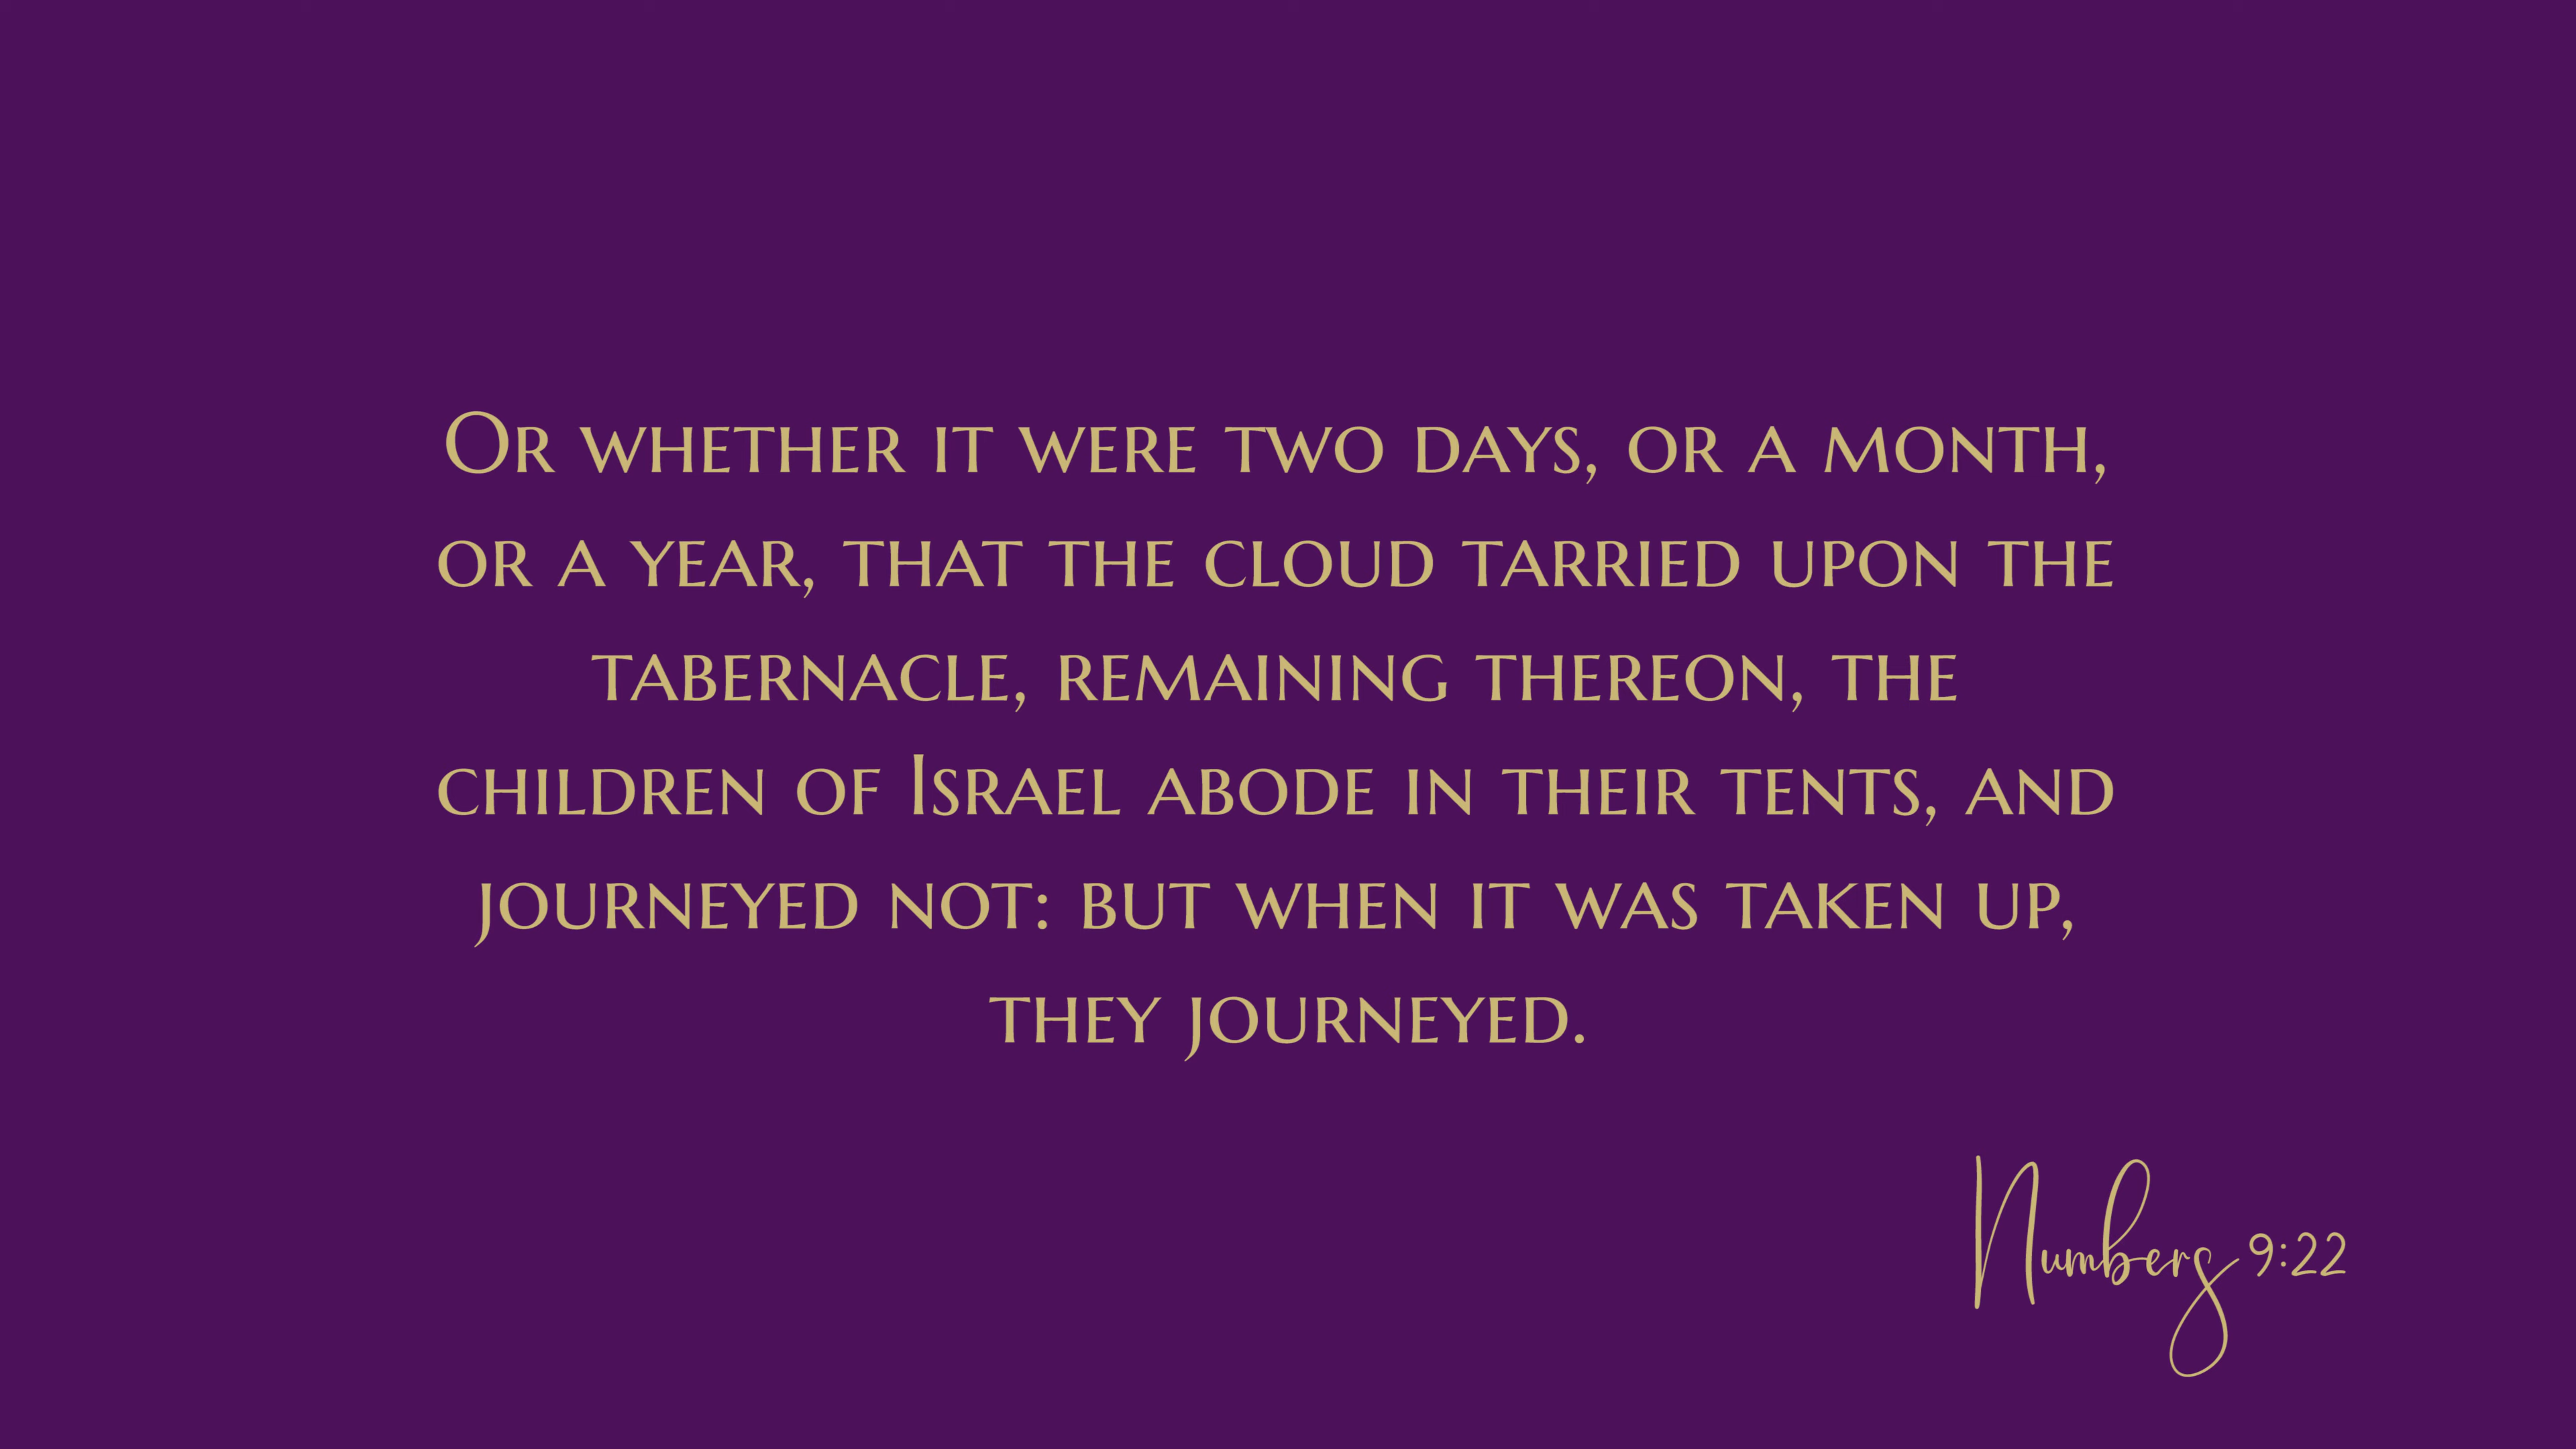 Or whether it were two days, or a month,
or a year, that the cloud tarried upon the
tabernacle, remaining thereon, the
children of Israel abode in their tents, and
journeyed not: but when it was taken up,
they journeyed.
Numbers 9:22